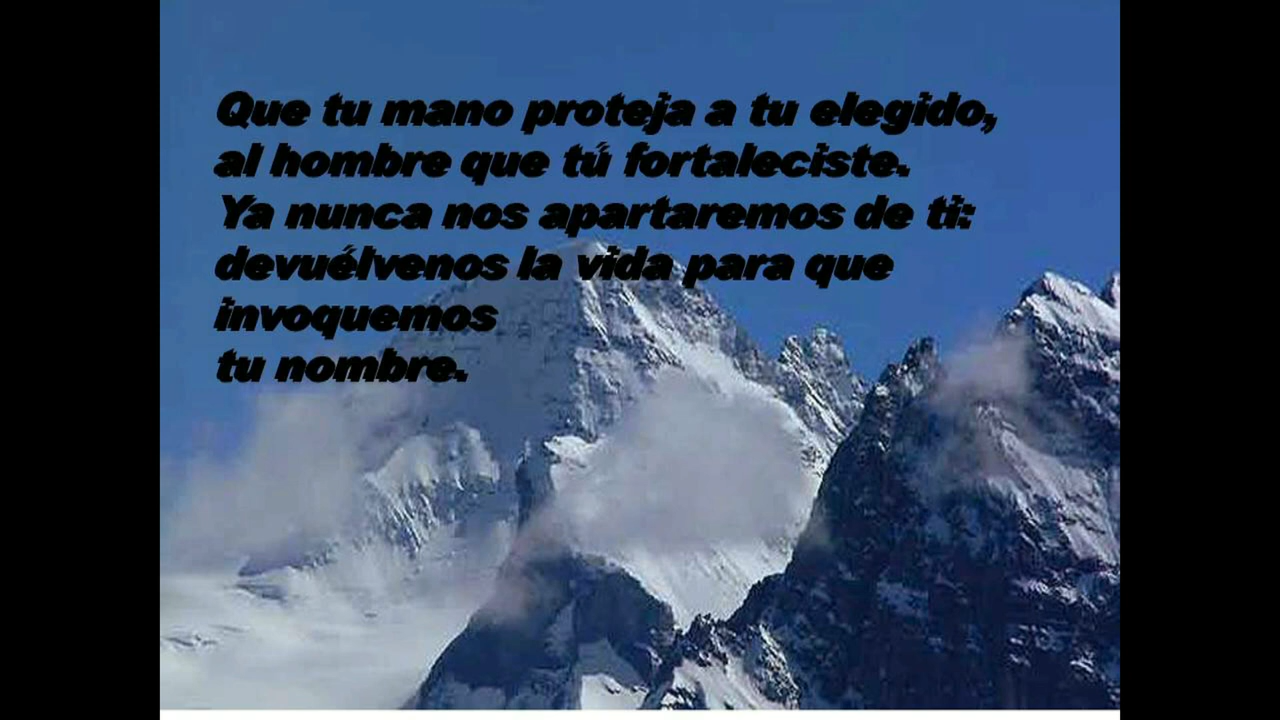 Que tu mano proteja a tu elegido,
al hombre que tú fortaleciste.
Ya nunca nos apartaremos de ti:
devuélvenos la vida para que
invoquemos
tu nombre.